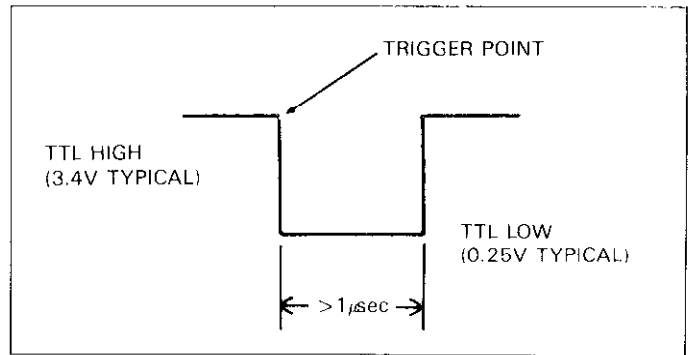 TRIGGER POINT
TTL HIGH
(3.4V TYPICAL)
TTL LOW
(0.25V TYPICAL)
>1μsec